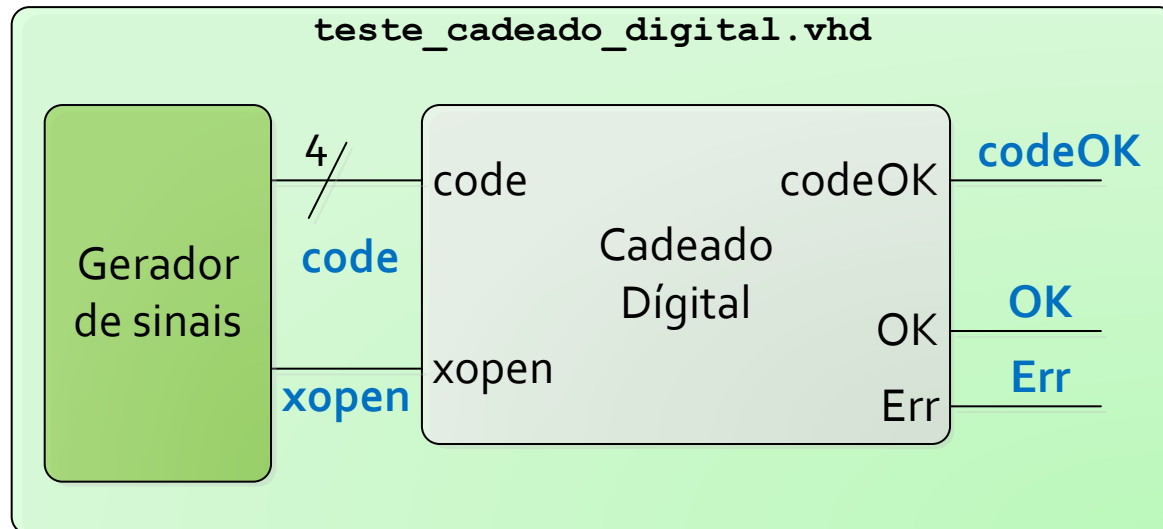 teste_cadeado_digital.vhd
Gerador
de sinais
4
code
xopen
code
xopen
Cadeado
Dígital
codeOK
OK
Err
codeOK
OK
Err